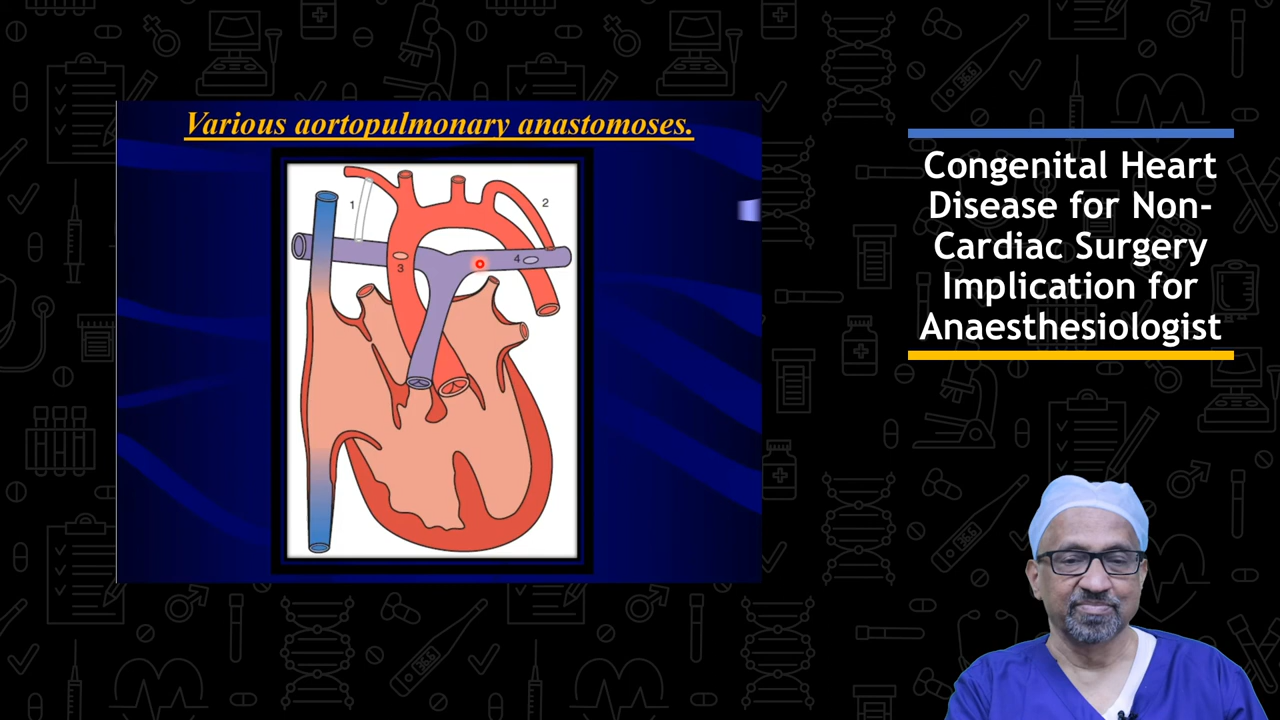 Various aortopulmonary anastomoses.
1
2
3
4
Congenital Heart
Disease for Non-
Cardiac Surgery
Implication for
Anaesthesiologist